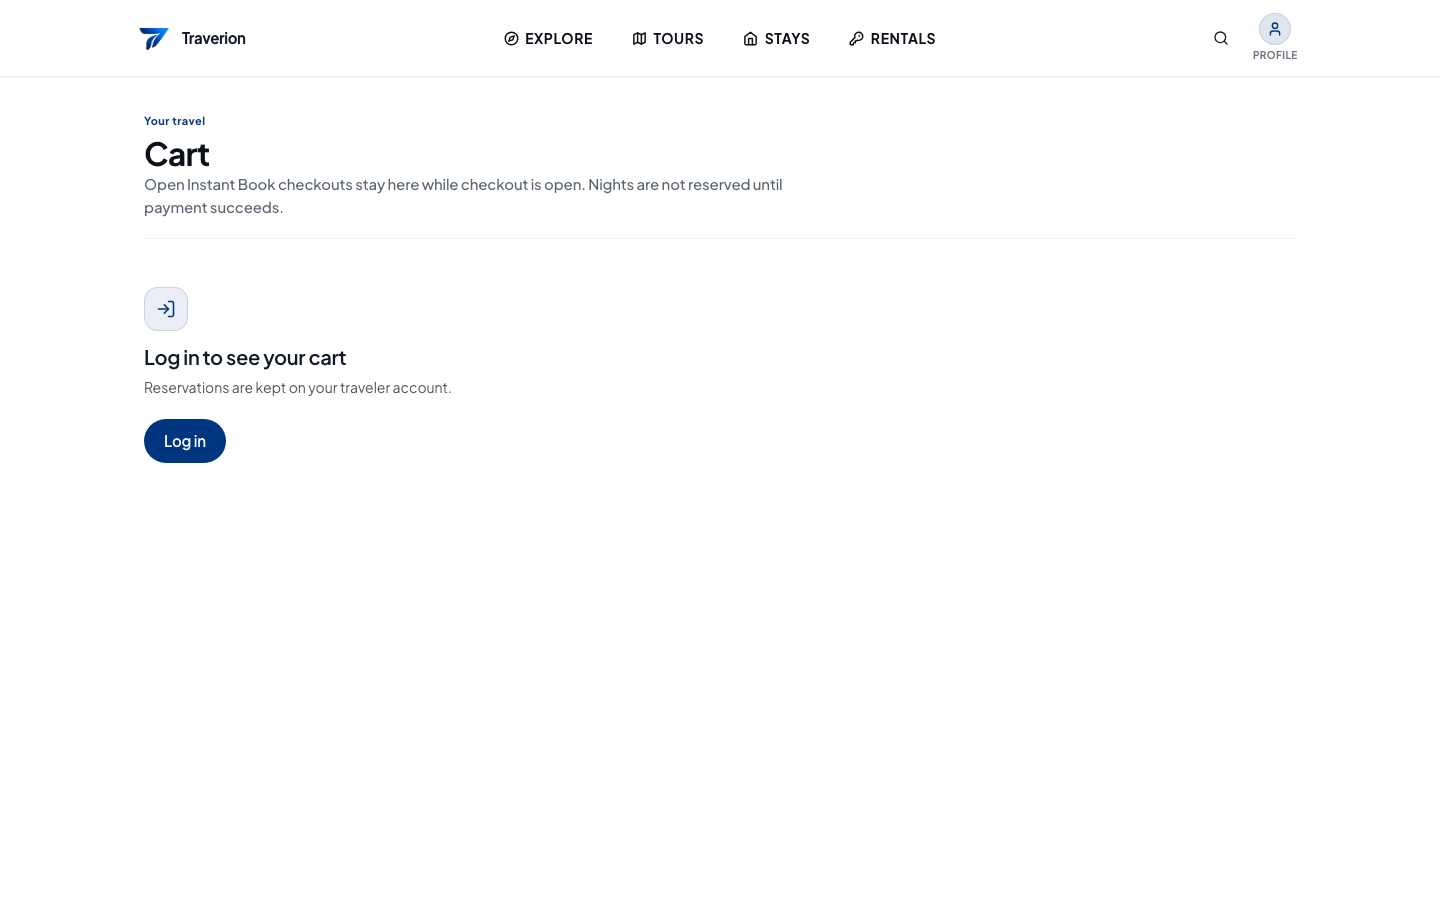 Traverion
EXPLORE
TOURS
STAYS
RENTALS
PROFILE
Your travel
Cart
Open Instant Book checkouts stay here while checkout is open. Nights are not reserved until
payment succeeds.
Log in to see your cart
Reservations are kept on your traveler account.
Log in